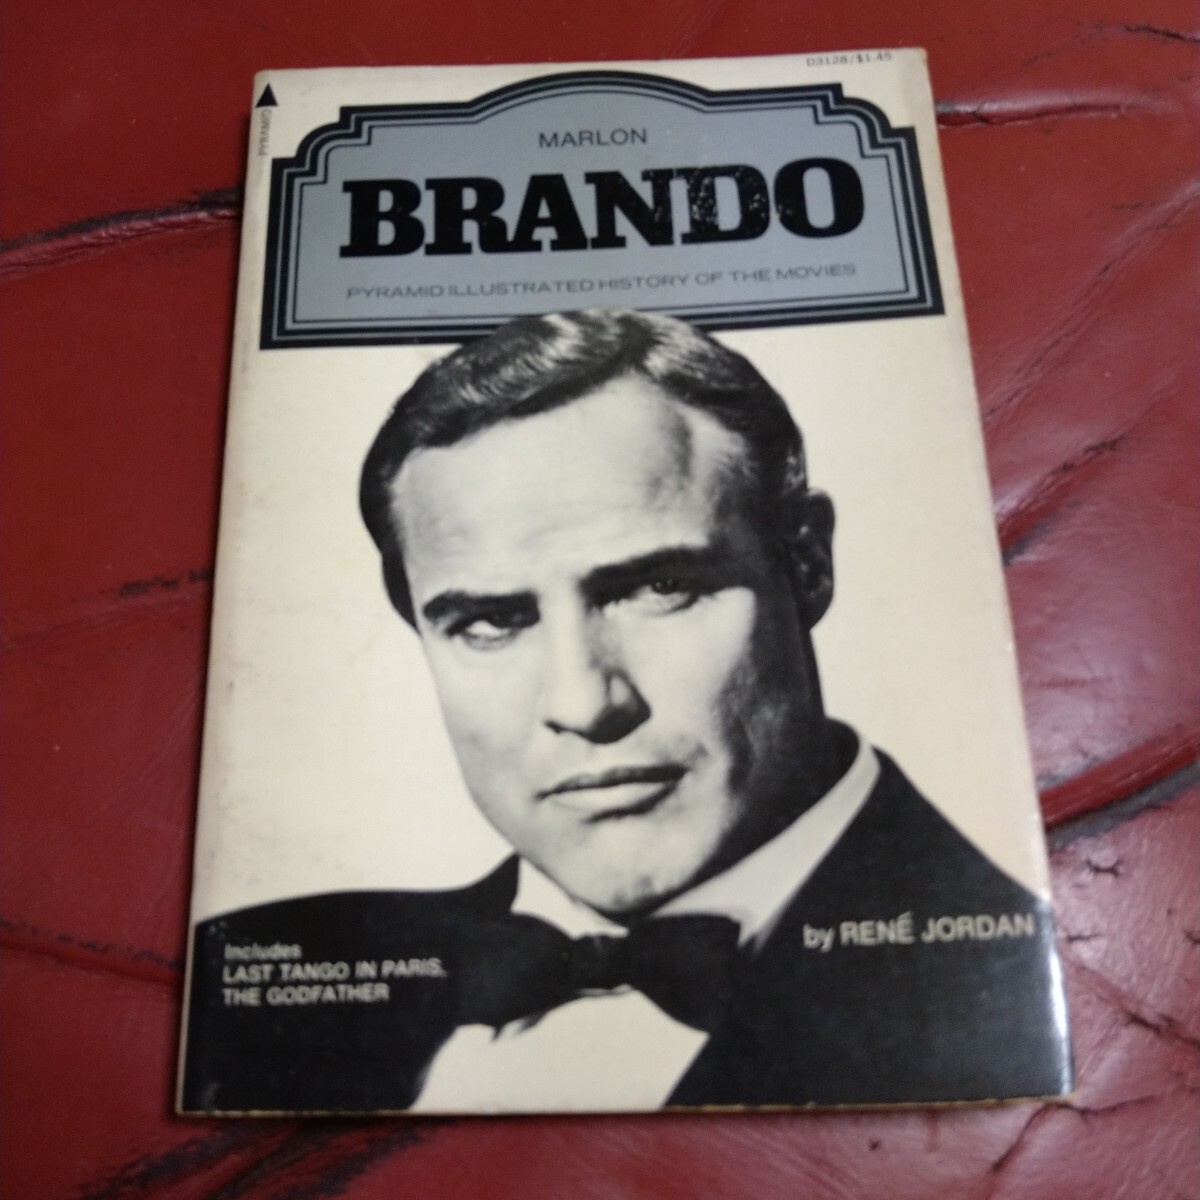 D3128/$1.45
PYRAMID
MARLON
BRANDO
PYRAMID ILLUSTRATED HISTORY OF THE MOVIES
by RENÉ JORDAN
Includes
LAST TANGO IN PARIS,
THE GODFATHER